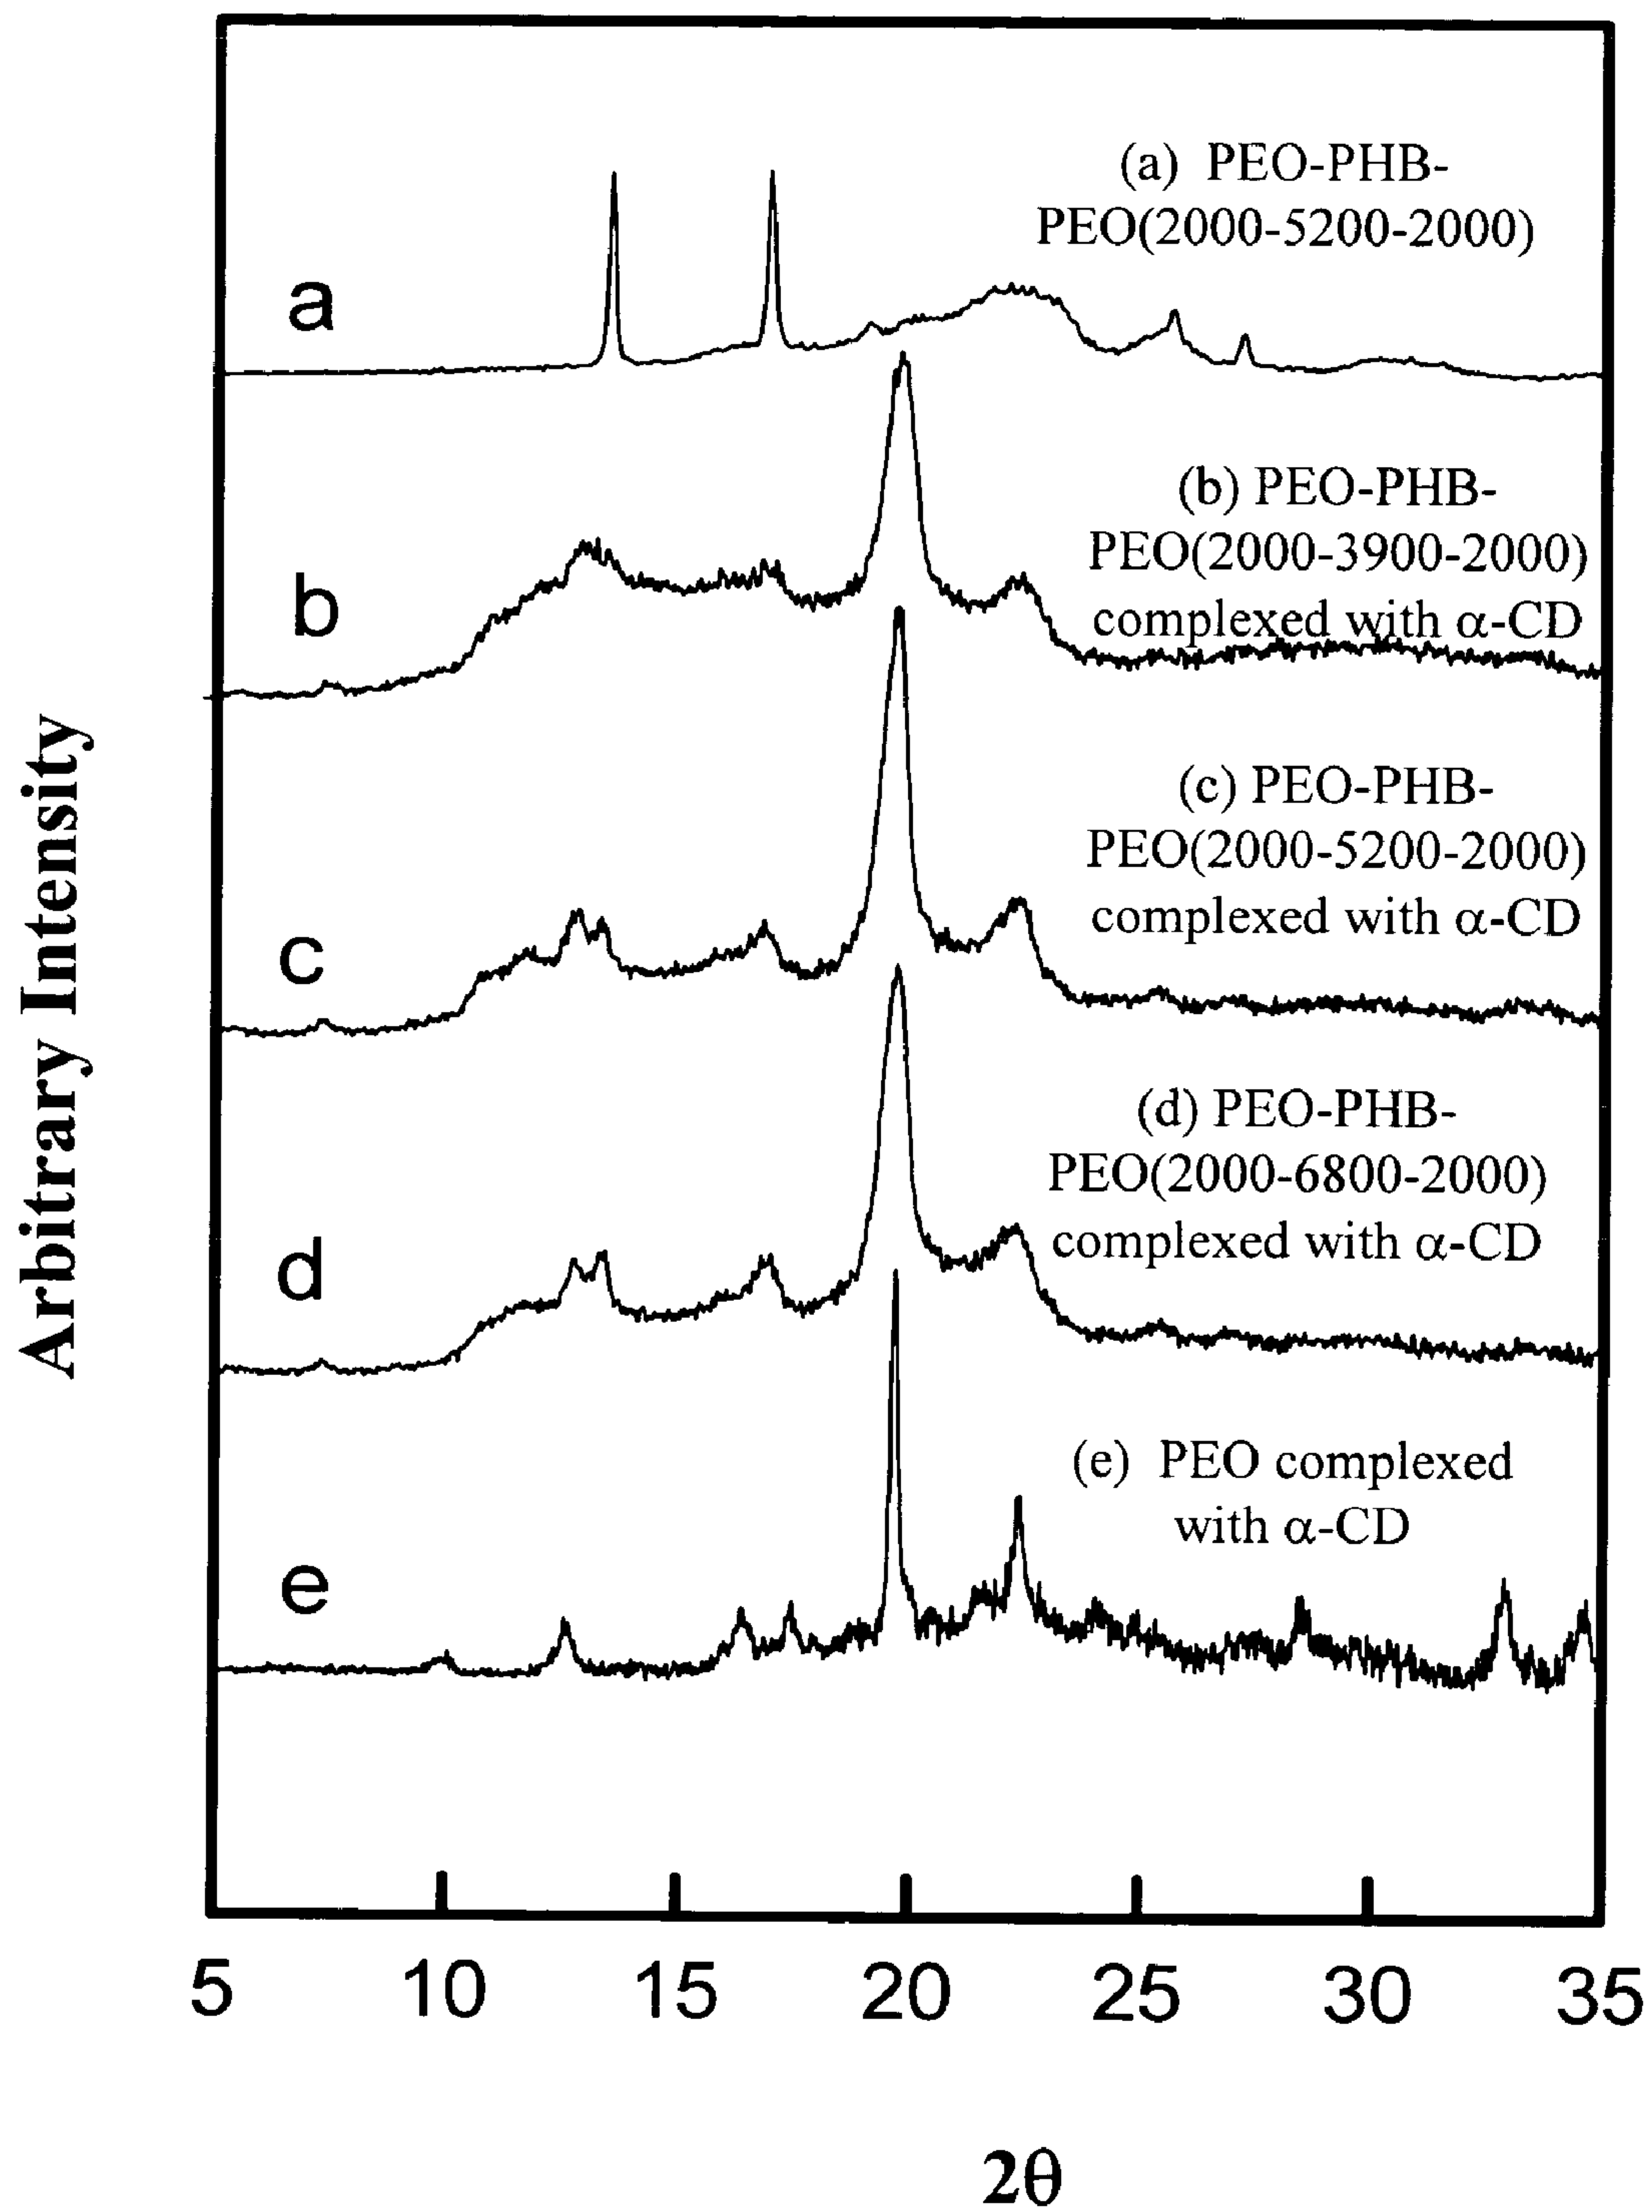 (a) PEO-PHB-
PEO(2000-5200-2000)
a
(b) PEO-PHB-
PEO(2000-3900-2000)
complexed with α-CD
b
(c) PEO-PHB-
PEO(2000-5200-2000)
complexed with α-CD
c
(d) PEO-PHB-
PEO(2000-6800-2000)
complexed with α-CD
d
(e) PEO complexed
with α-CD
e
Arbitrary Intensity
5 10 15 20 25 30 35
2θ